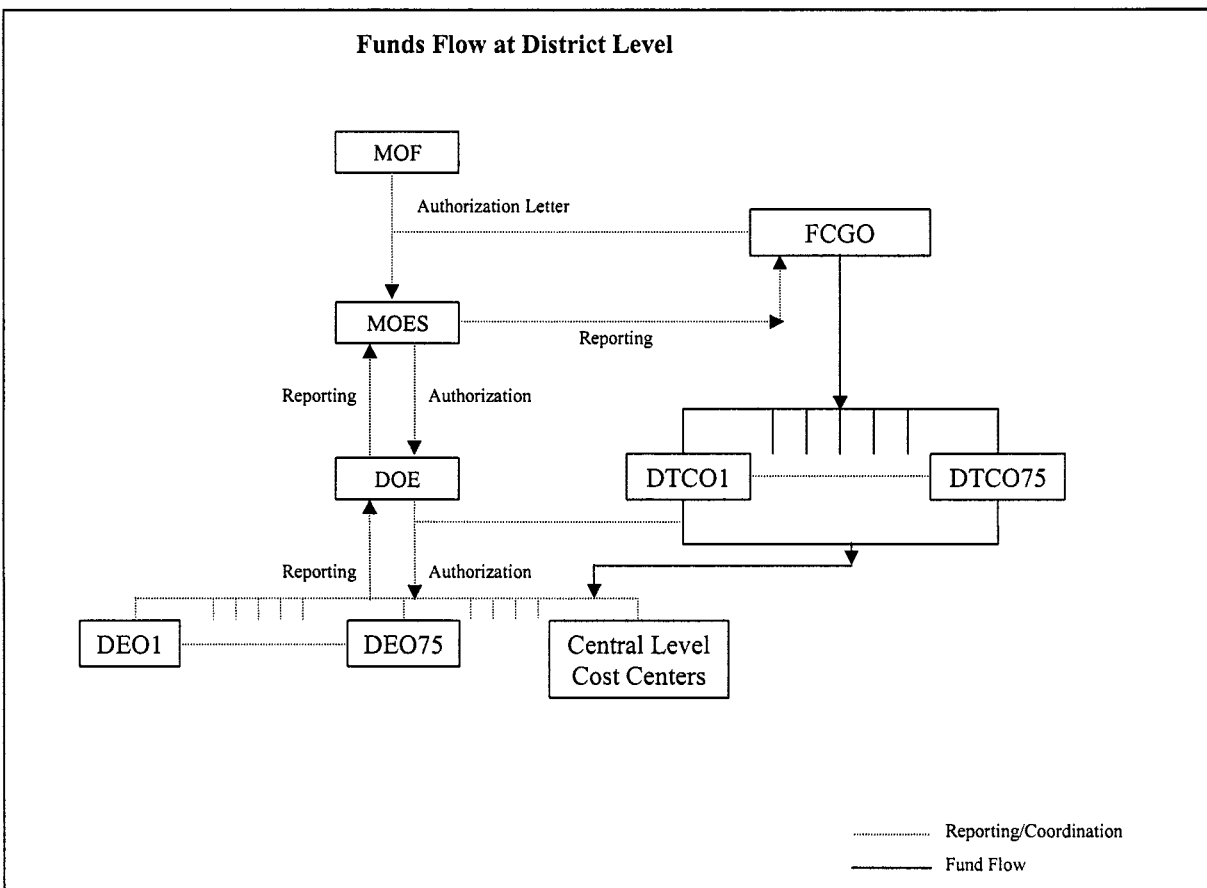 Funds Flow at District Level
MOF
Authorization Letter
FCGO
MOES
Reporting
Reporting
Authorization
DOE
DTCO1
DTCO75
Reporting
Authorization
DEO1
DEO75
Central Level
Cost Centers
Reporting/Coordination
Fund Flow